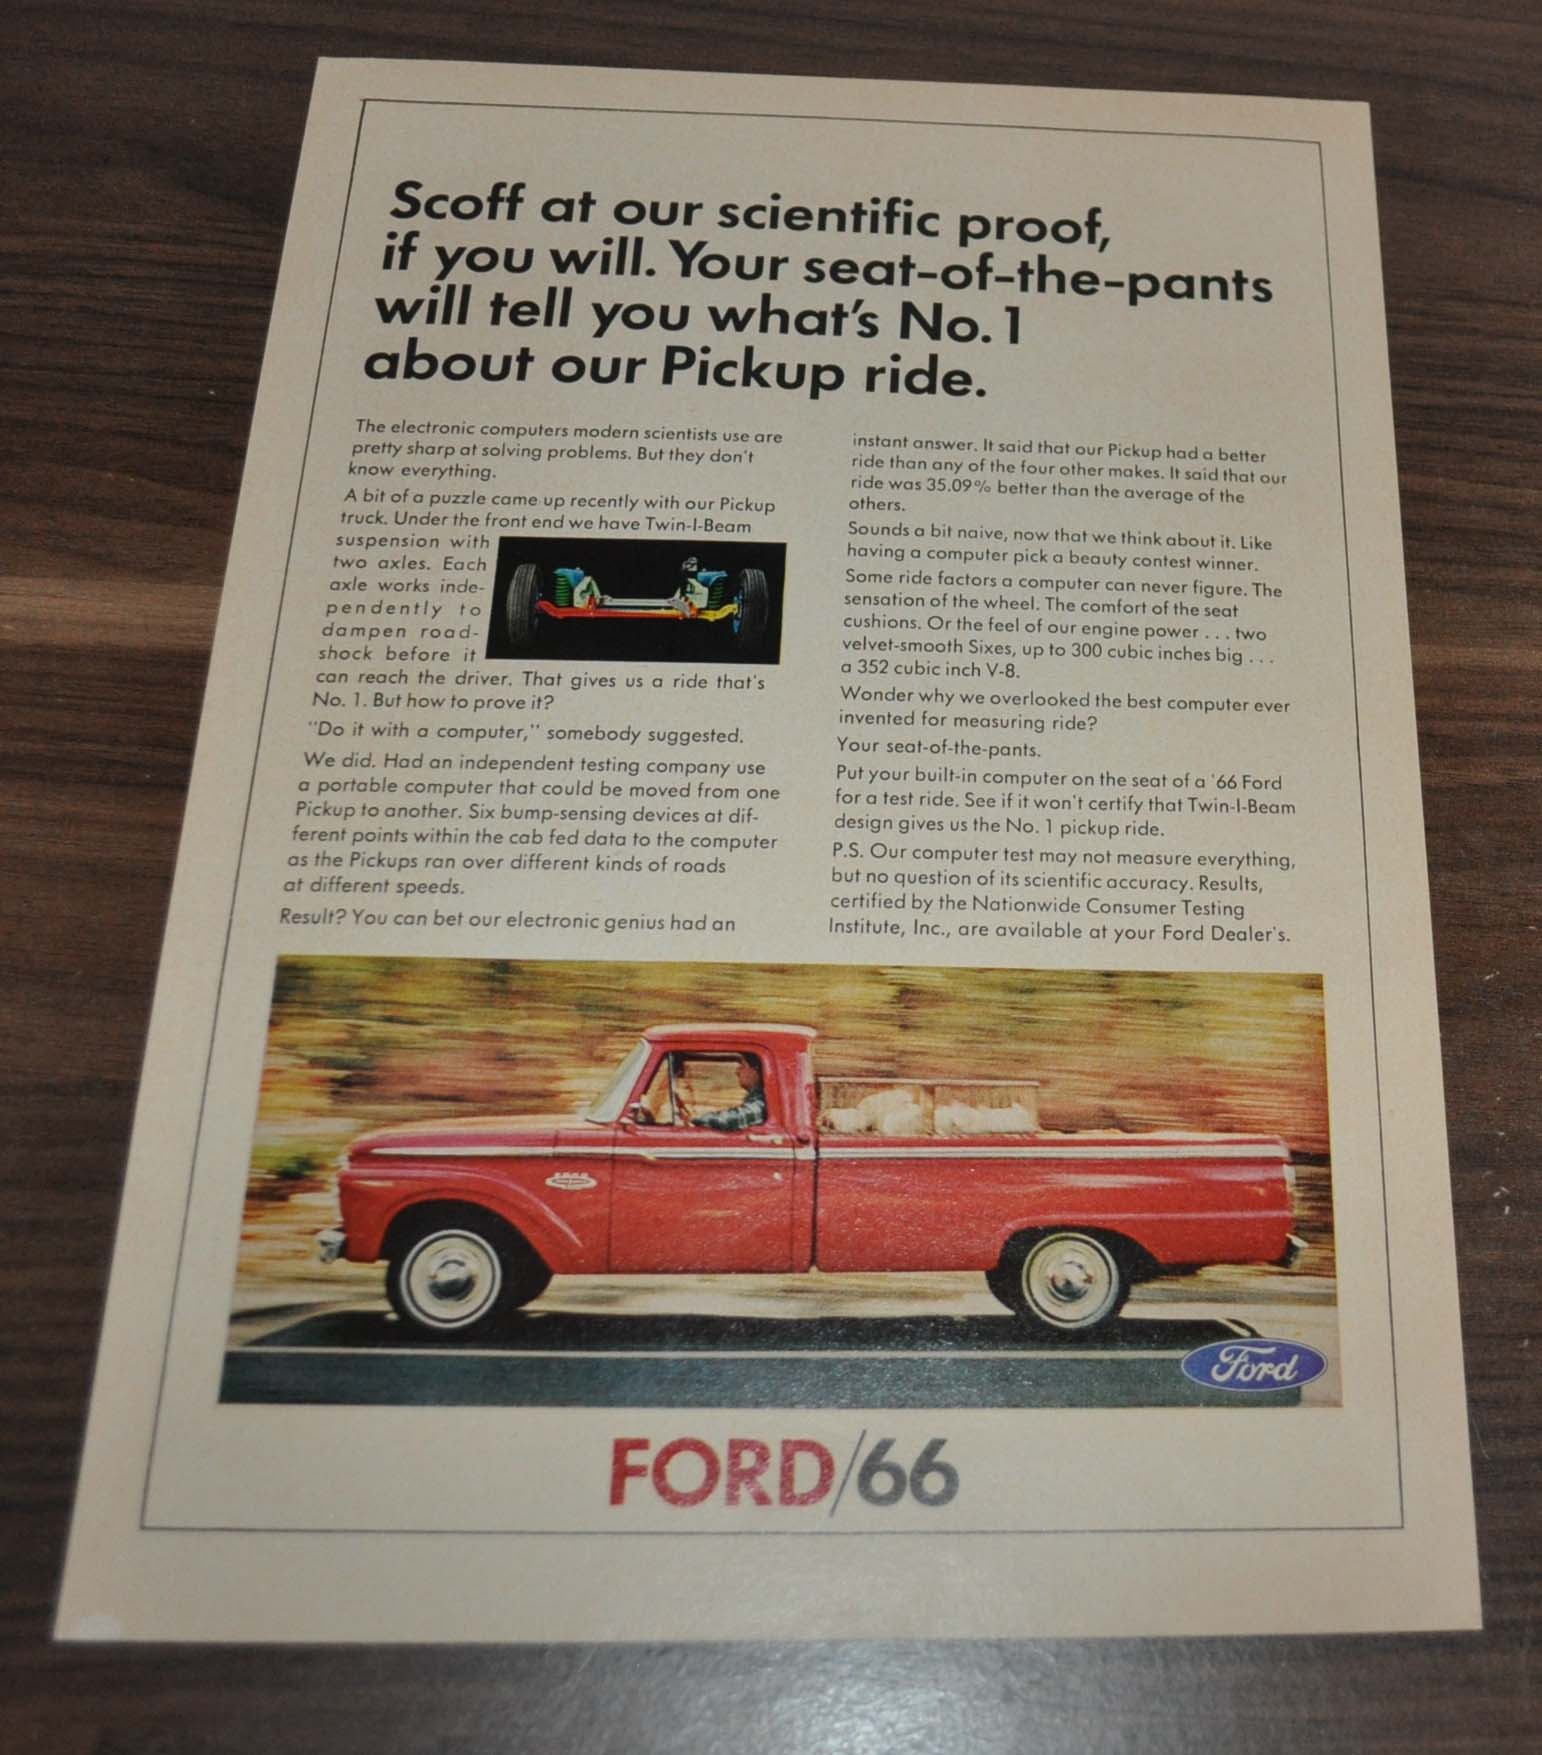 Scoff at our scientific proof,
if you will. Your seat-of-the-pants
will tell you what's No. 1
about our Pickup ride.
The electronic computers modern scientists use are
pretty sharp at solving problems. But they don't
know everything.
A bit of a puzzle came up recently with our Pickup
truck. Under the front end we have Twin-I-Beam
suspension with
two axles. Each
axle works inde-
pendently to
dampen road-
shock before it
can reach the driver. That gives us a ride that's
No. 1. But how to prove it?
"Do it with a computer," somebody suggested.
We did. Had an independent testing company use
a portable computer that could be moved from one
Pickup to another. Six bump-sensing devices at dif-
ferent points within the cab fed data to the computer
as the Pickups ran over different kinds of roads
at different speeds.
Result? You can bet our electronic genius had an
instant answer. It said that our Pickup had a better
ride than any of the four other makes. It said that our
ride was 35.09% better than the average of the
others.
Sounds a bit naive, now that we think about it. Like
having a computer pick a beauty contest winner.
Some ride factors a computer can never figure. The
sensation of the wheel. The comfort of the seat
cushions. Or the feel of our engine power . . . two
velvet-smooth Sixes, up to 300 cubic inches big . . .
a 352 cubic inch V-8.
Wonder why we overlooked the best computer ever
invented for measuring ride?
Your seat-of-the-pants.
Put your built-in computer on the seat of a '66 Ford
for a test ride. See if it won't certify that Twin-I-Beam
design gives us the No. 1 pickup ride.
P.S. Our computer test may not measure everything,
but no question of its scientific accuracy. Results,
certified by the Nationwide Consumer Testing
Institute, Inc., are available at your Ford Dealer's.
Ford
FORD/66